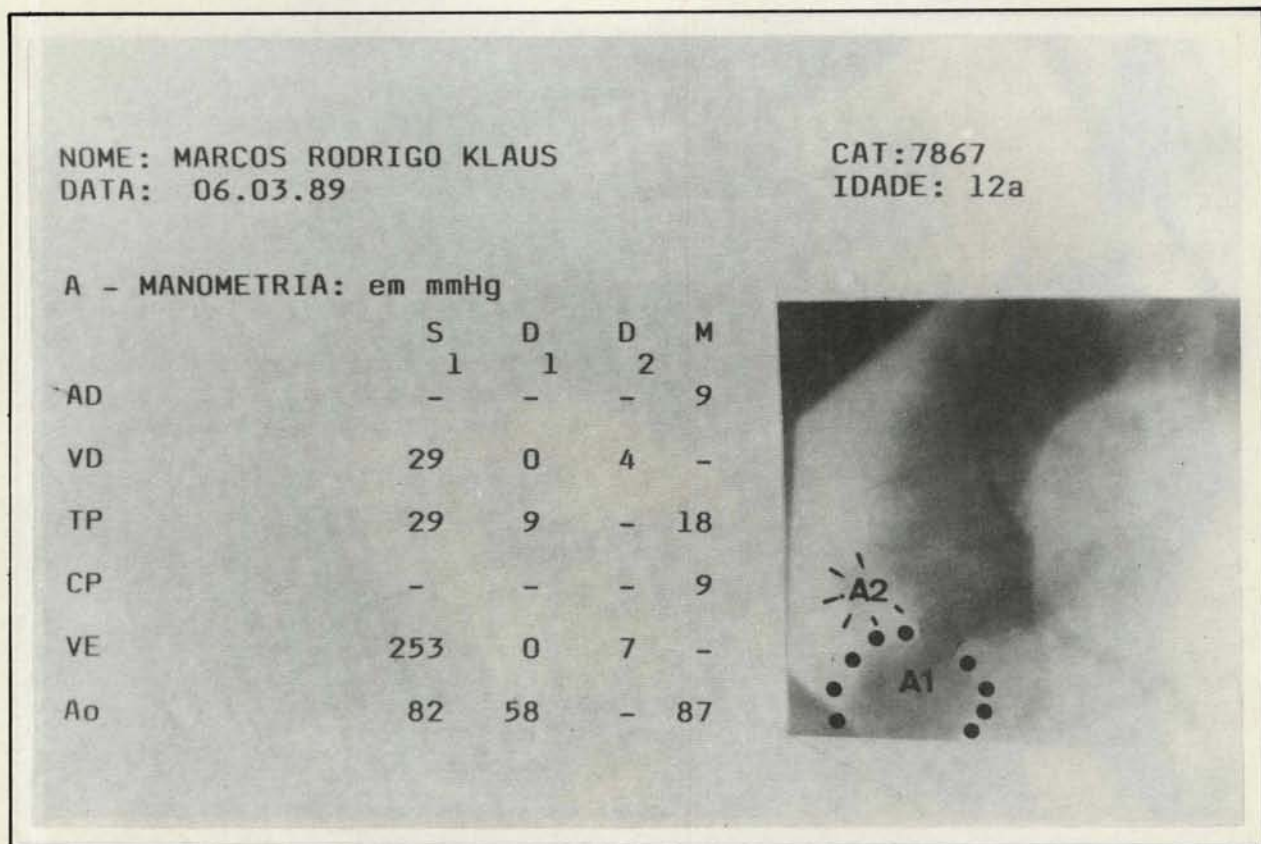 NOME: MARCOS RODRIGO KLAUS CAT:7867
DATA: 06.03.89 IDADE: 12a
A - MANOMETRIA: em mmHg
S D D M
1 1 2
AD - - - 9
VD 29 0 4 -
TP 29 9 - 18
CP - - - 9
VE 253 0 7 -
Ao 82 58 - 87
A2
A1